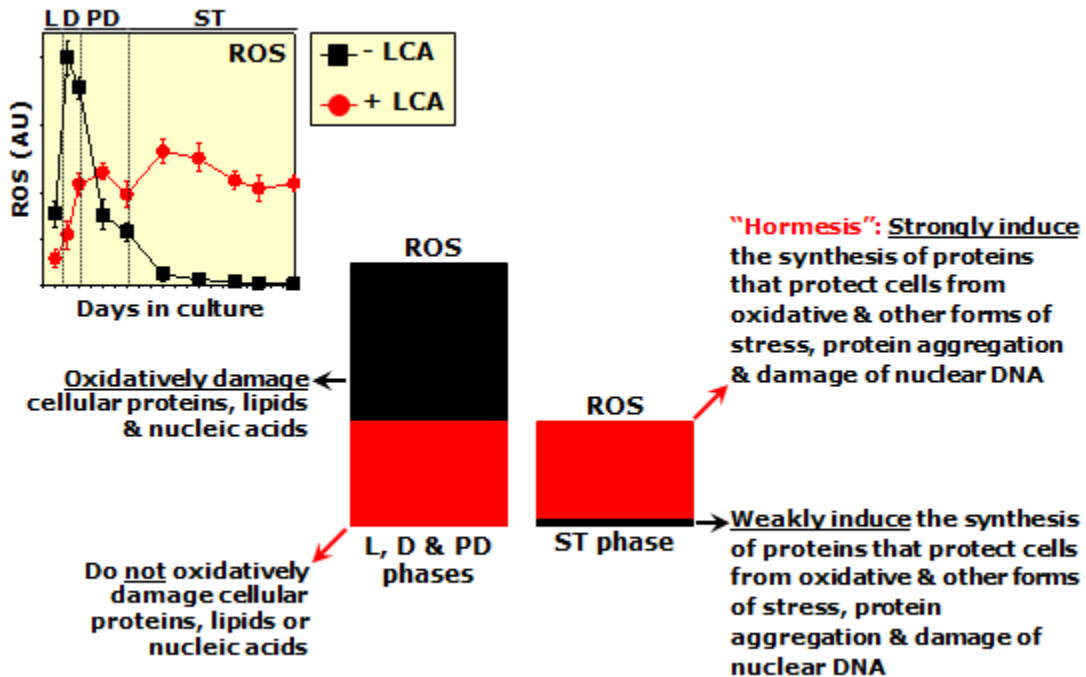 L D PD ST
ROS
ROS (AU)
Days in culture
- LCA
+ LCA
ROS
Oxidatively damage
cellular proteins, lipids
& nucleic acids
Do not oxidatively
damage cellular
proteins, lipids or
nucleic acids
L, D & PD
phases
ROS
ST phase
"Hormesis": Strongly induce
the synthesis of proteins
that protect cells from
oxidative & other forms of
stress, protein aggregation
& damage of nuclear DNA
Weakly induce the synthesis
of proteins that protect cells
from oxidative & other forms
of stress, protein
aggregation & damage of
nuclear DNA